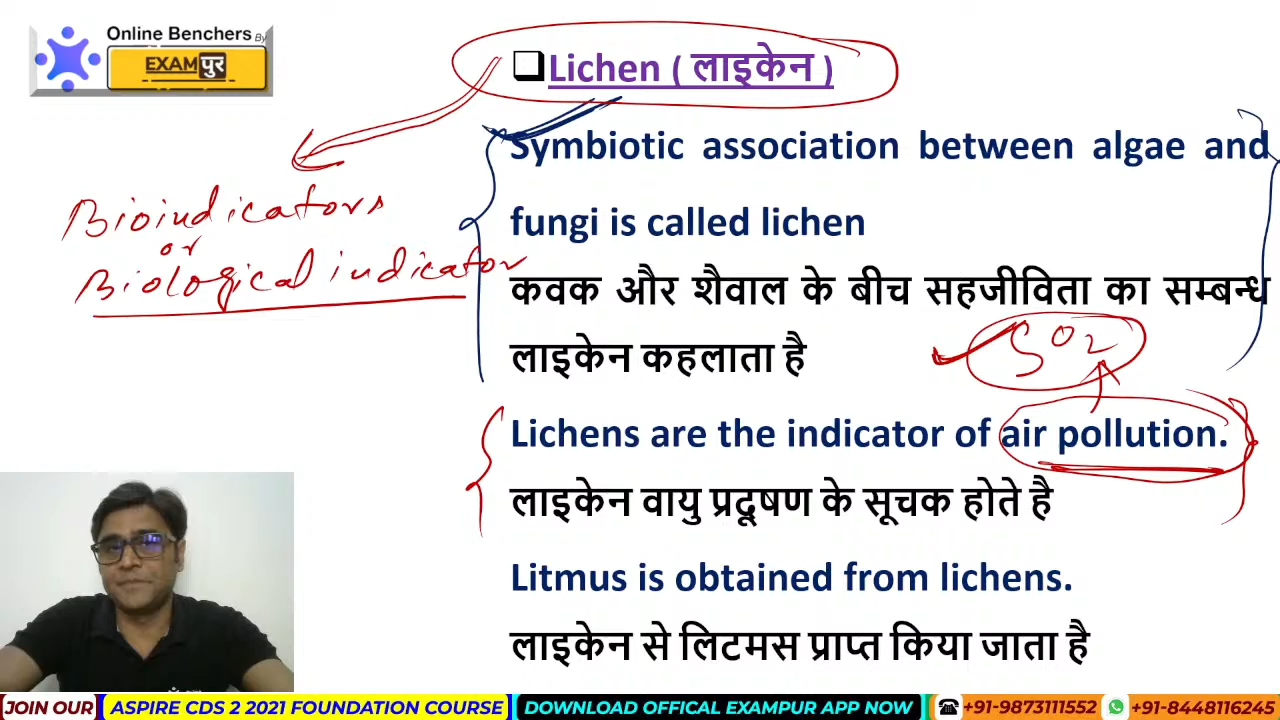 Online Benchers By
EXAMपुर
Lichen ( लाइकेन )
Symbiotic association between algae and
fungi is called lichen
कवक और शैवाल के बीच सहजीविता का सम्बन्ध
लाइकेन कहलाता है
Bioindicators
or
Biological indicator
SO2
Lichens are the indicator of air pollution.
लाइकेन वायु प्रदूषण के सूचक होते है
Litmus is obtained from lichens.
लाइकेन से लिटमस प्राप्त किया जाता है
JOIN OUR ASPIRE CDS 2 2021 FOUNDATION COURSE DOWNLOAD OFFICAL EXAMPUR APP NOW +91-9873111552 +91-8448116245